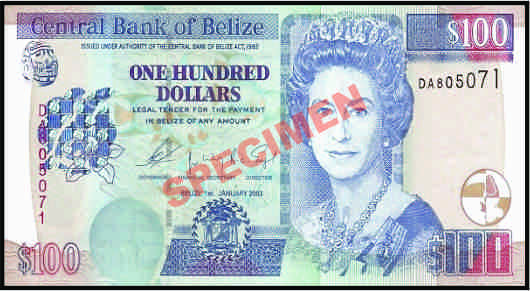 Central Bank of Belize
$100
ISSUED UNDER AUTHORITY OF THE CENTRAL BANK OF BELIZE ACT, 1982
ONE HUNDRED
DOLLARS
DA805071
LEGAL TENDER FOR THE PAYMENT
IN BELIZE OF ANY AMOUNT
SPECIMEN
DA805071
GOVERNOR
DIRECTOR
BELIZE 1st. JANUARY 2003
$100
$100